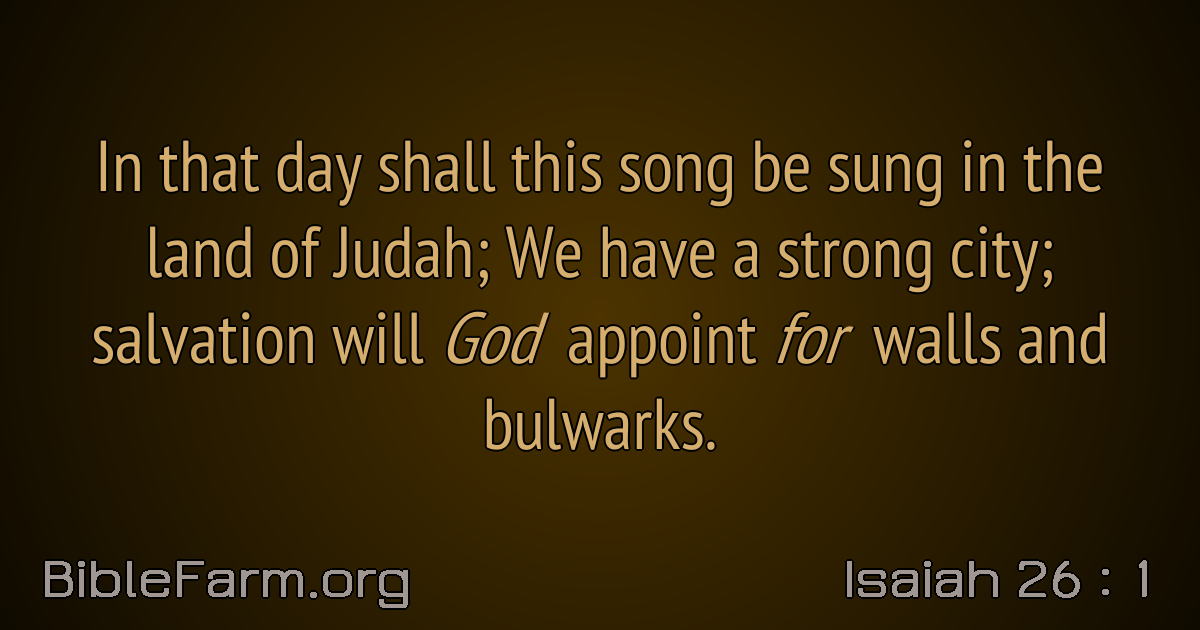 In that day shall this song be sung in the
land of Judah; We have a strong city;
salvation will God appoint for walls and
bulwarks.
BibleFarm.org
Isaiah 26 : 1